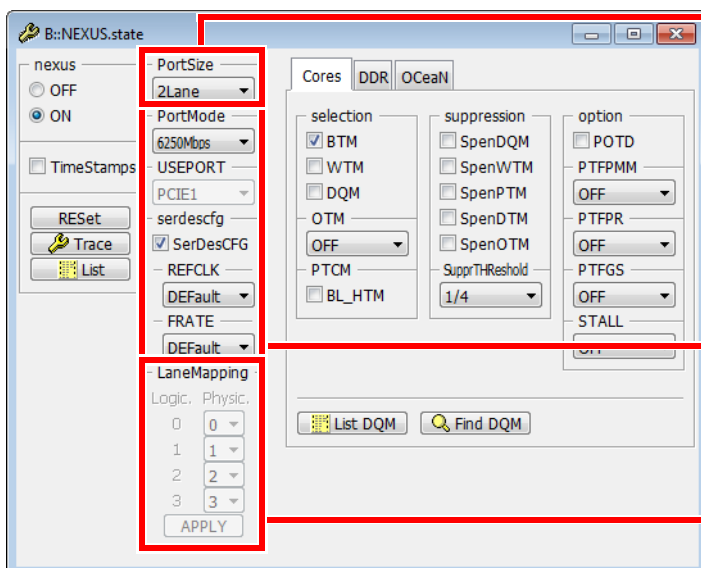 B::NEXUS.state
nexus
OFF
ON
TimeStamps
RESet
Trace
List
PortSize
2Lane
PortMode
6250Mbps
USEPORT
PCIE1
serdescfg
SerDesCFG
REFCLK
DEFault
FRATE
DEFault
LaneMapping
Logic. Physic.
0 0
1 1
2 2
3 3
APPLY
Cores DDR OCeaN
selection
BTM
WTM
DQM
OTM
OFF
PTCM
BL_HTM
suppression
SpenDQM
SpenWTM
SpenPTM
SpenDTM
SpenOTM
SupprTHReshold
1/4
option
POTD
PTFPMM
OFF
PTFPR
OFF
PTFGS
OFF
STALL
List DQM
Find DQM